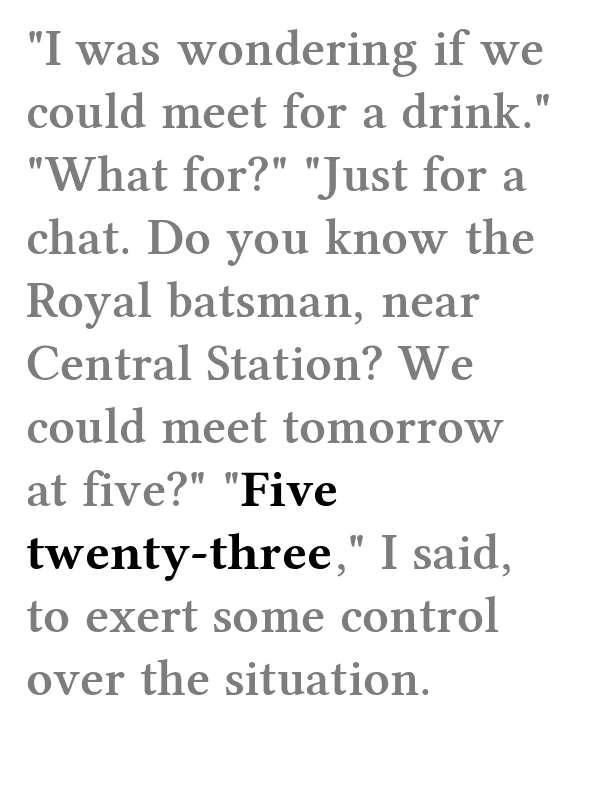 "I was wondering if we
could meet for a drink."
"What for?" "Just for a
chat. Do you know the
Royal batsman, near
Central Station? We
could meet tomorrow
at five?" "Five
twenty-three," I said,
to exert some control
over the situation.